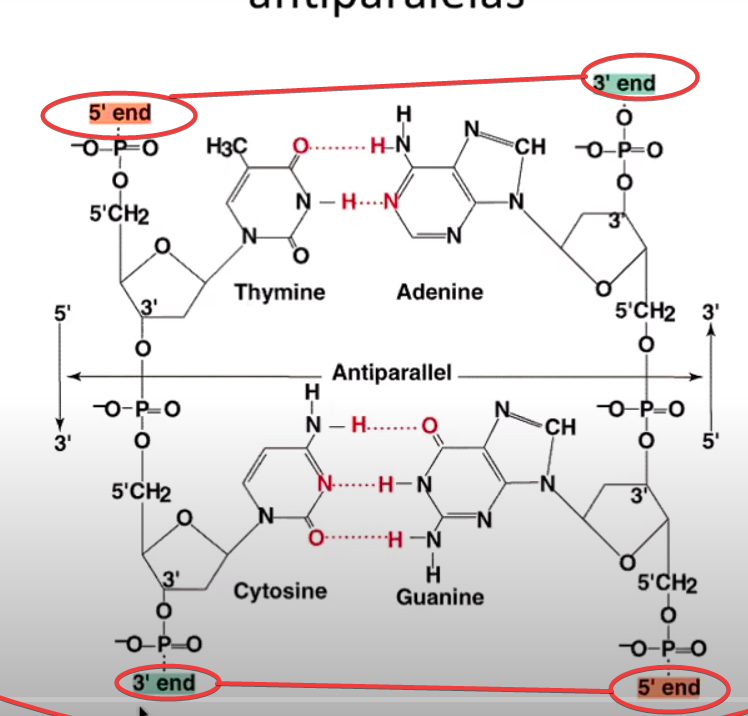 antiparalelas
3' end
5' end
O
H
⁻O–P=O
H3C
O
H–N
N
CH
⁻O–P=O
O
N – H
N
N
O
5'CH2
3'
O
N
O
N
O
Thymine
Adenine
5'
3'
5'CH2
3'
O
O
Antiparallel
H
⁻O–P=O
N – H
O
N
CH
⁻O–P=O
3'
O
O
5'
5'CH2
N
H–N
N
3'
O
N
O
H–N
N
O
3'
Cytosine
H
Guanine
5'CH2
O
O
⁻O–P=O
⁻O–P=O
3' end
5' end